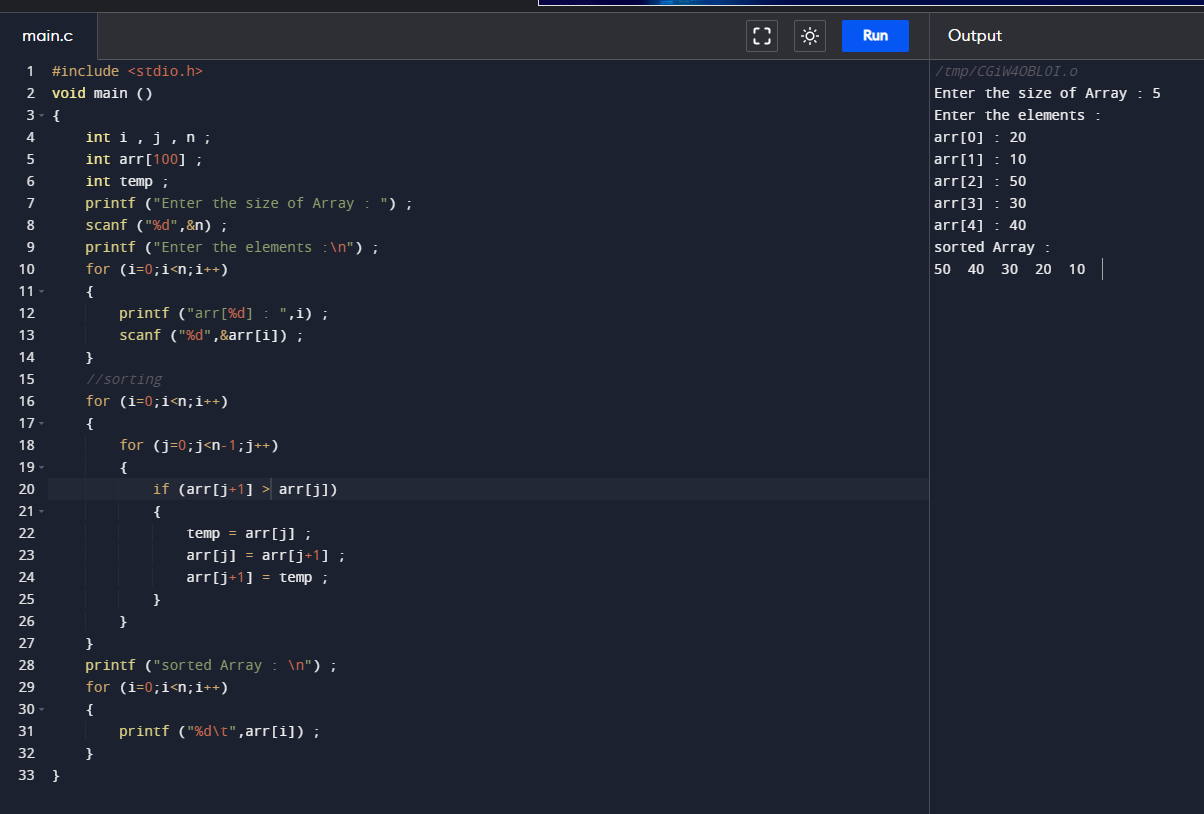 main.c
Run
Output
1 #include <stdio.h>
2 void main ()
3 {
4     int i , j , n ;
5     int arr[100] ;
6     int temp ;
7     printf ("Enter the size of Array : ") ;
8     scanf ("%d",&n) ;
9     printf ("Enter the elements :\n") ;
10     for (i=0;i<n;i++)
11     {
12         printf ("arr[%d] : ",i) ;
13         scanf ("%d",&arr[i]) ;
14     }
15     //sorting
16     for (i=0;i<n;i++)
17     {
18         for (j=0;j<n-1;j++)
19         {
20             if (arr[j+1] > arr[j])
21             {
22                 temp = arr[j] ;
23                 arr[j] = arr[j+1] ;
24                 arr[j+1] = temp ;
25             }
26         }
27     }
28     printf ("sorted Array : \n") ;
29     for (i=0;i<n;i++)
30     {
31         printf ("%d\t",arr[i]) ;
32     }
33 }
/tmp/CGiW4OBLOI.o
Enter the size of Array : 5
Enter the elements :
arr[0] : 20
arr[1] : 10
arr[2] : 50
arr[3] : 30
arr[4] : 40
sorted Array :
50  40  30  20  10